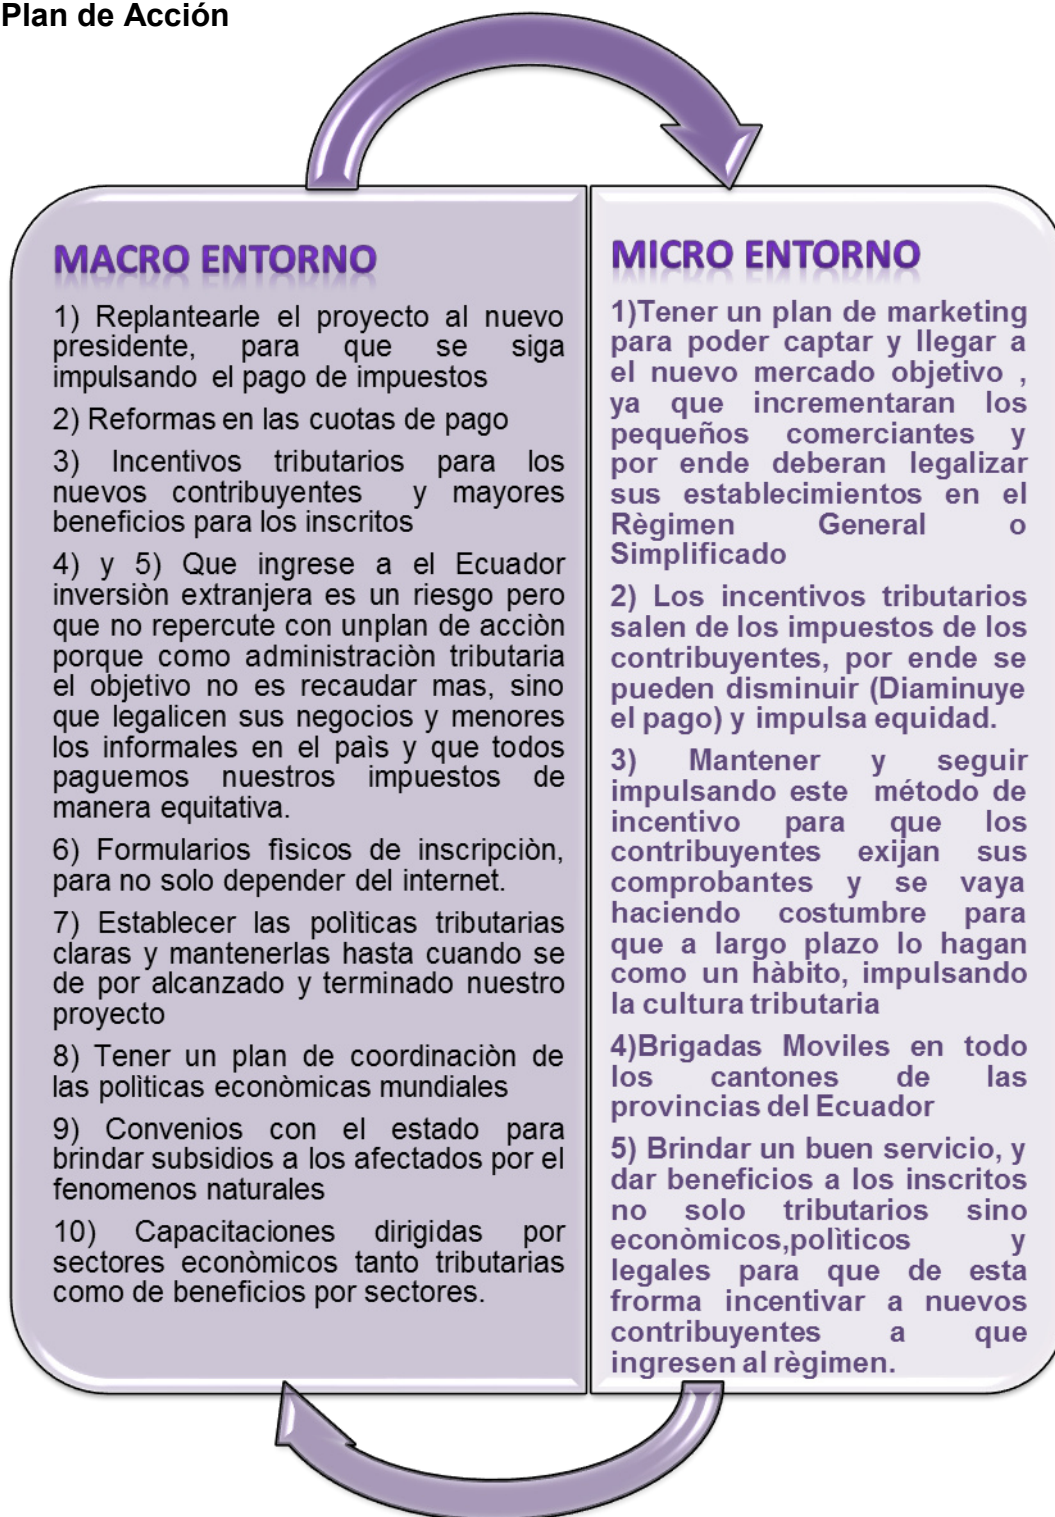 Plan de Acción
MACRO ENTORNO
1) Replantearle el proyecto al nuevo
presidente, para que se siga
impulsando el pago de impuestos
2) Reformas en las cuotas de pago
3) Incentivos tributarios para los
nuevos contribuyentes y mayores
beneficios para los inscritos
4) y 5) Que ingrese a el Ecuador
inversiòn extranjera es un riesgo pero
que no repercute con unplan de acciòn
porque como administraciòn tributaria
el objetivo no es recaudar mas, sino
que legalicen sus negocios y menores
los informales en el paìs y que todos
paguemos nuestros impuestos de
manera equitativa.
6) Formularios fìsicos de inscripciòn,
para no solo depender del internet.
7) Establecer las polìticas tributarias
claras y mantenerlas hasta cuando se
de por alcanzado y terminado nuestro
proyecto
8) Tener un plan de coordinaciòn de
las polìticas econòmicas mundiales
9) Convenios con el estado para
brindar subsidios a los afectados por el
fenomenos naturales
10) Capacitaciones dirigidas por
sectores econòmicos tanto tributarias
como de beneficios por sectores.
MICRO ENTORNO
1)Tener un plan de marketing
para poder captar y llegar a
el nuevo mercado objetivo ,
ya que incrementaran los
pequeños comerciantes y
por ende deberan legalizar
sus establecimientos en el
Règimen General o
Simplificado
2) Los incentivos tributarios
salen de los impuestos de los
contribuyentes, por ende se
pueden disminuir (Diaminuye
el pago) y impulsa equidad.
3) Mantener y seguir
impulsando este método de
incentivo para que los
contribuyentes exijan sus
comprobantes y se vaya
haciendo costumbre para
que a largo plazo lo hagan
como un hàbito, impulsando
la cultura tributaria
4)Brigadas Moviles en todo
los cantones de las
provincias del Ecuador
5) Brindar un buen servicio, y
dar beneficios a los inscritos
no solo tributarios sino
econòmicos,polìticos y
legales para que de esta
frorma incentivar a nuevos
contribuyentes a que
ingresen al règimen.